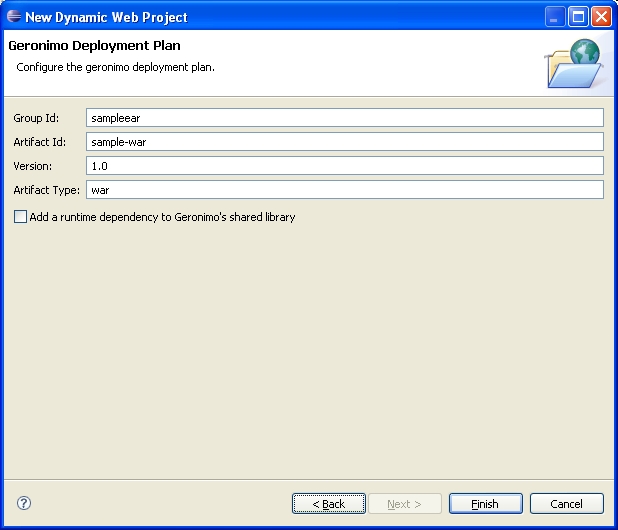 New Dynamic Web Project
Geronimo Deployment Plan
Configure the geronimo deployment plan.
Group Id: sampleear
Artifact Id: sample-war
Version: 1.0
Artifact Type: war
Add a runtime dependency to Geronimo's shared library
? < Back Next > Finish Cancel